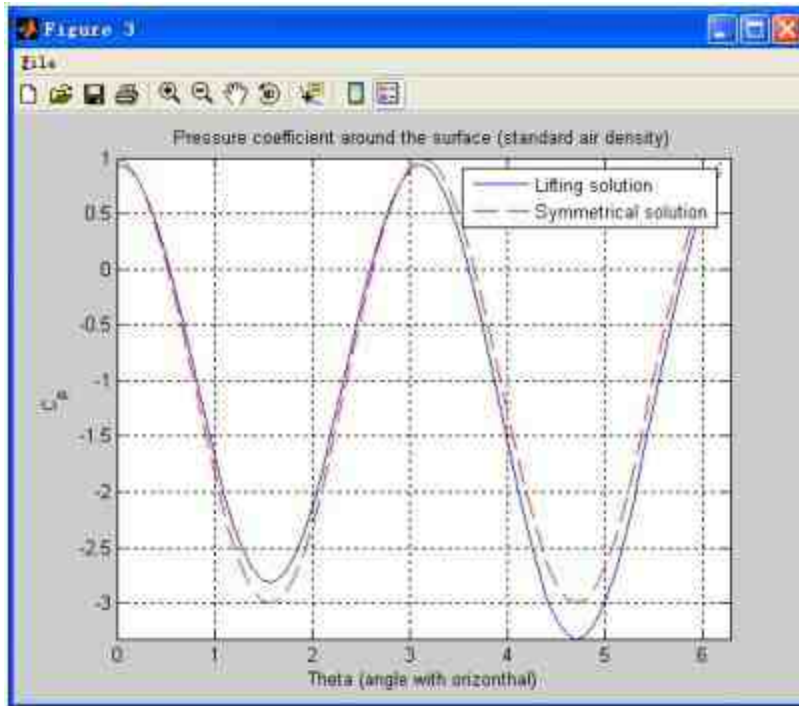 Figure 3
File
Pressure coefficient around the surface (standard air density)
1
0.5
0
-0.5
-1
-1.5
-2
-2.5
-3
C_p
Lifting solution
Symmetrical solution
0 1 2 3 4 5 6
Theta (angle with orizonthal)